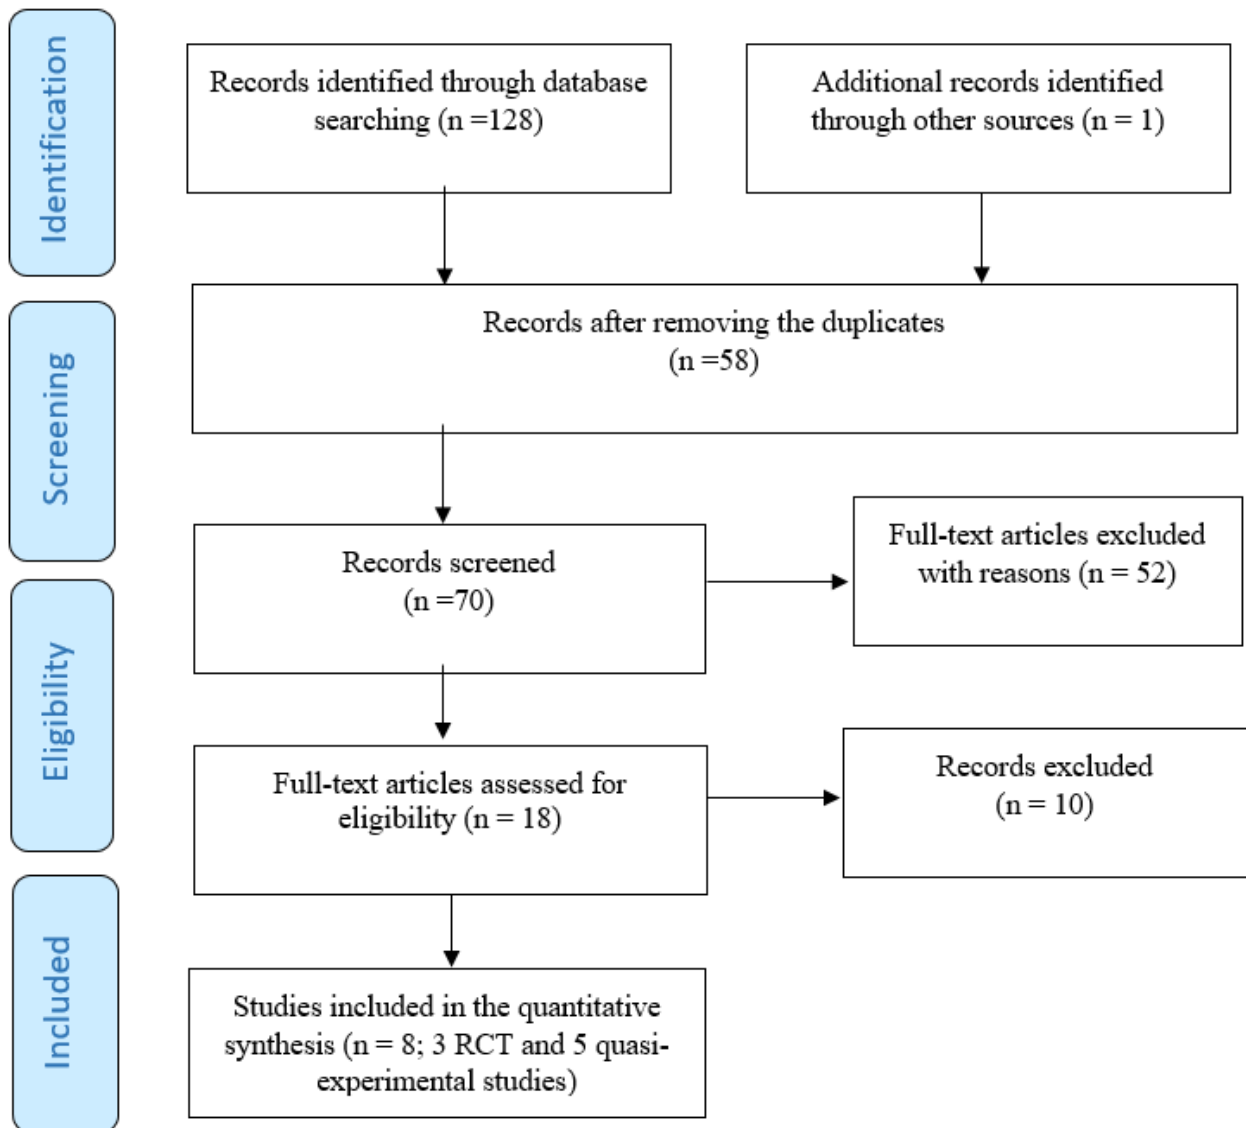 Identification
Records identified through database
searching (n =128)
Additional records identified
through other sources (n = 1)
Screening
Records after removing the duplicates
(n =58)
Records screened
(n =70)
Full-text articles excluded
with reasons (n = 52)
Eligibility
Full-text articles assessed for
eligibility (n = 18)
Records excluded
(n = 10)
Included
Studies included in the quantitative
synthesis (n = 8; 3 RCT and 5 quasi-
experimental studies)